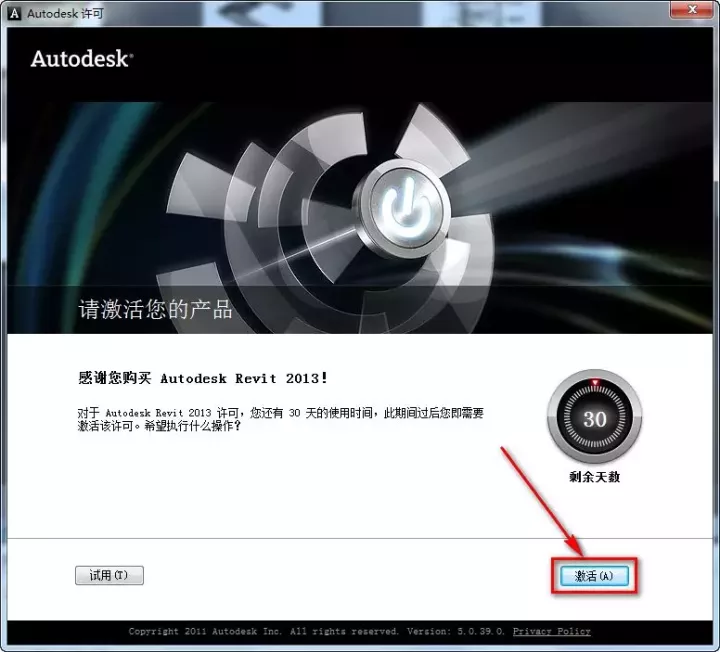 Autodesk 许可
Autodesk®
请激活您的产品
感谢您购买 Autodesk Revit 2013!
对于 Autodesk Revit 2013 许可，您还有 30 天的使用时间，此期间过后您即需要
激活该许可。希望执行什么操作?
30
剩余天数
试用(T)
激活(A)
Copyright 2011 Autodesk Inc. All rights reserved. Version: 5.0.39.0. Privacy Policy